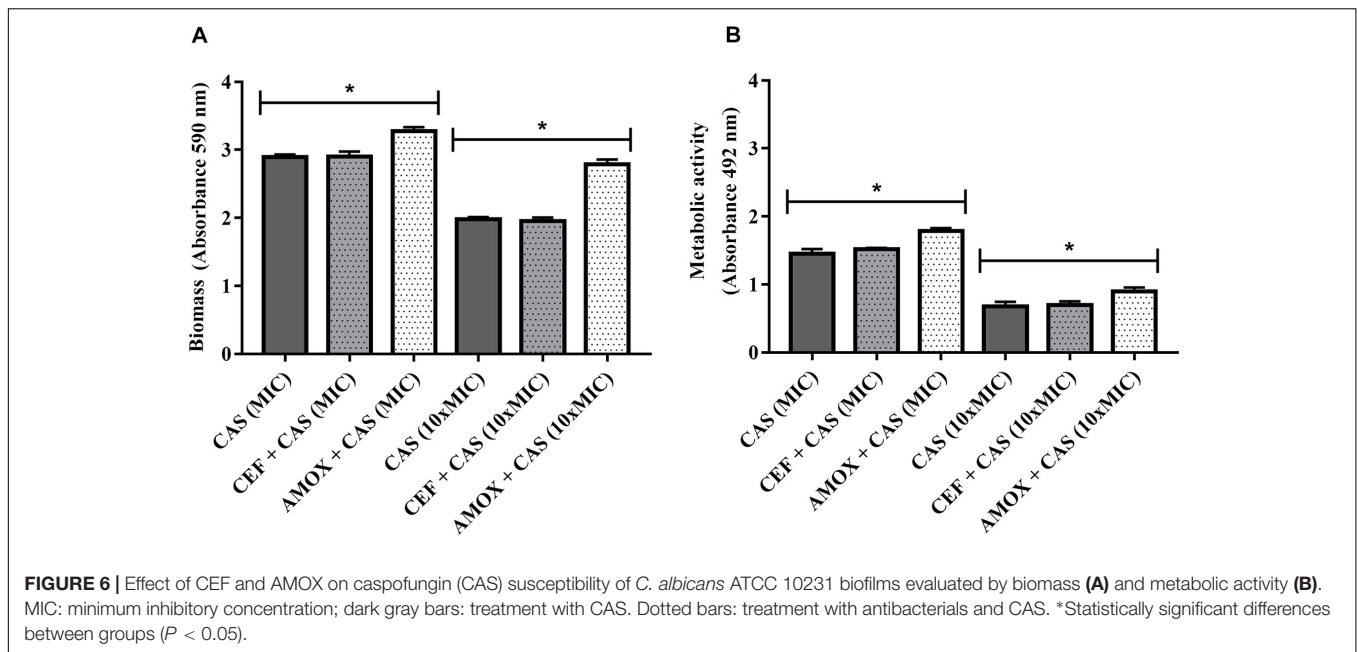 A
Biomass (Absorbance 590 nm)
4
3
2
1
0
*
*
CAS (MIC)
CEF + CAS (MIC)
AMOX + CAS (MIC)
CAS (10xMIC)
CEF + CAS (10xMIC)
AMOX + CAS (10xMIC)
B
Metabolic activity
(Absorbance 492 nm)
4
3
2
1
0
*
*
CAS (MIC)
CEF + CAS (MIC)
AMOX + CAS (MIC)
CAS (10xMIC)
CEF + CAS (10xMIC)
AMOX + CAS (10xMIC)
FIGURE 6 | Effect of CEF and AMOX on caspofungin (CAS) susceptibility of C. albicans ATCC 10231 biofilms evaluated by biomass (A) and metabolic activity (B).
MIC: minimum inhibitory concentration; dark gray bars: treatment with CAS. Dotted bars: treatment with antibacterials and CAS. *Statistically significant differences
between groups (P < 0.05).